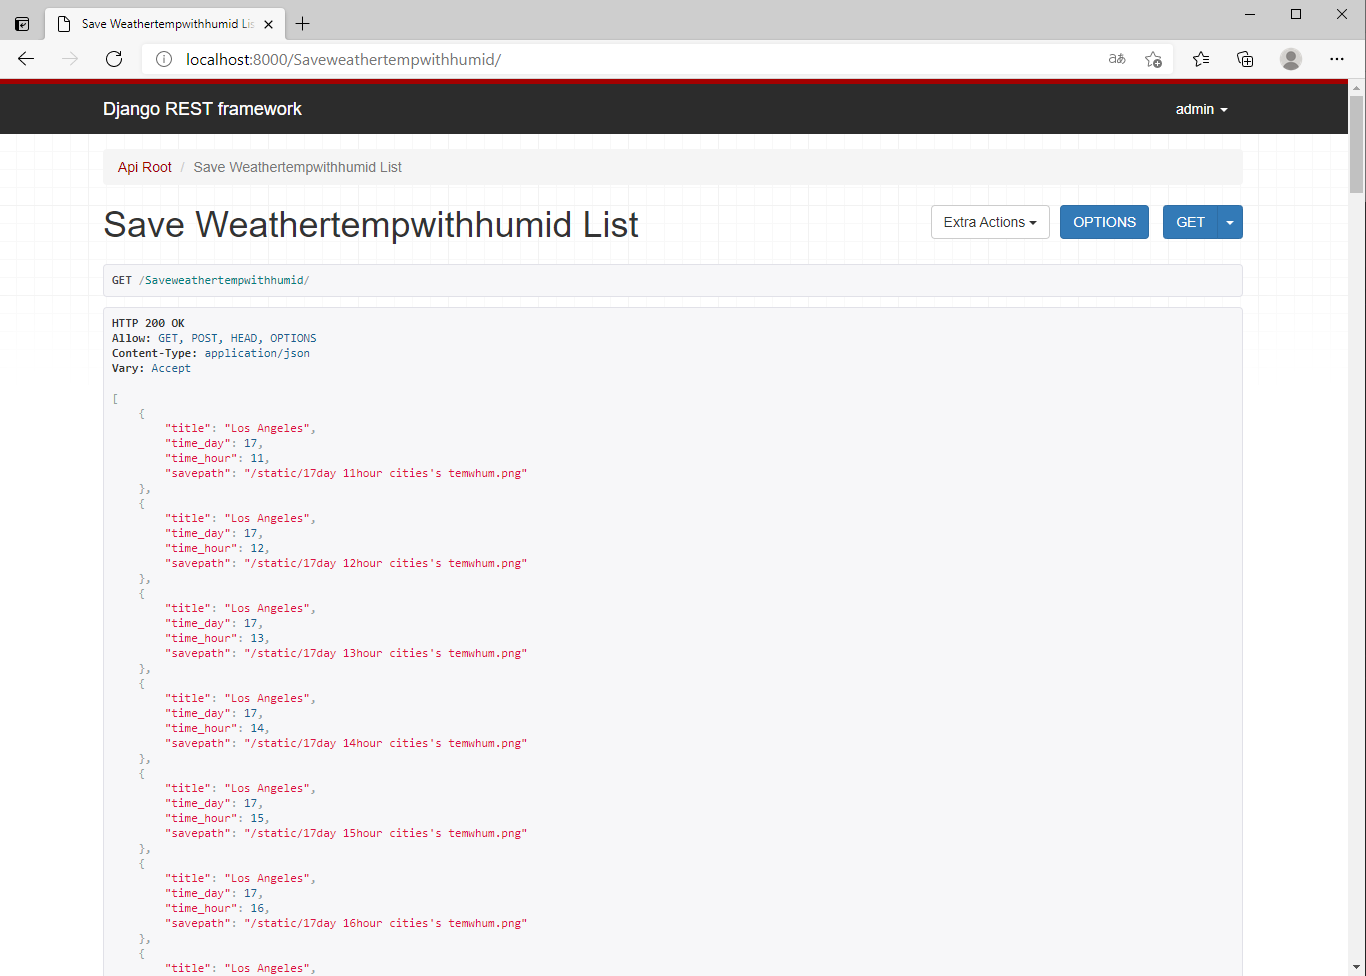 Save Weathertempwithhumid Lis
localhost:8000/Saveweathertempwithhumid/
aあ
Django REST framework
admin
Api Root / Save Weathertempwithhumid List
Save Weathertempwithhumid List
Extra Actions
OPTIONS
GET
GET /Saveweathertempwithhumid/
HTTP 200 OK
Allow: GET, POST, HEAD, OPTIONS
Content-Type: application/json
Vary: Accept
[
{
"title": "Los Angeles",
"time_day": 17,
"time_hour": 11,
"savepath": "/static/17day 11hour cities's temwhum.png"
},
{
"title": "Los Angeles",
"time_day": 17,
"time_hour": 12,
"savepath": "/static/17day 12hour cities's temwhum.png"
},
{
"title": "Los Angeles",
"time_day": 17,
"time_hour": 13,
"savepath": "/static/17day 13hour cities's temwhum.png"
},
{
"title": "Los Angeles",
"time_day": 17,
"time_hour": 14,
"savepath": "/static/17day 14hour cities's temwhum.png"
},
{
"title": "Los Angeles",
"time_day": 17,
"time_hour": 15,
"savepath": "/static/17day 15hour cities's temwhum.png"
},
{
"title": "Los Angeles",
"time_day": 17,
"time_hour": 16,
"savepath": "/static/17day 16hour cities's temwhum.png"
},
{
"title": "Los Angeles",